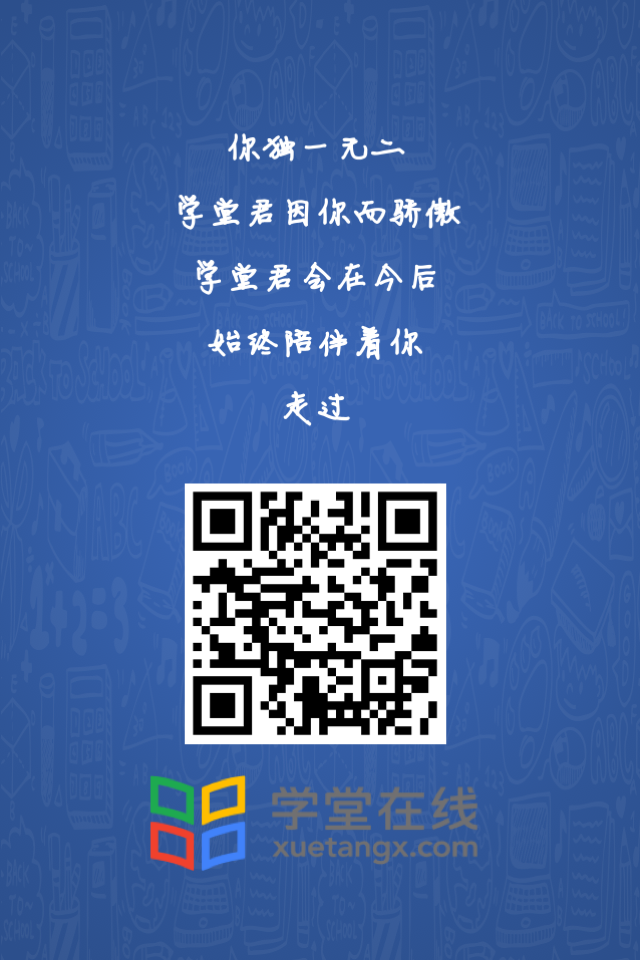 你独一无二
学堂君因你而骄傲
学堂君会在今后
始终陪伴着你
走过
学堂在线
xuetangx.com